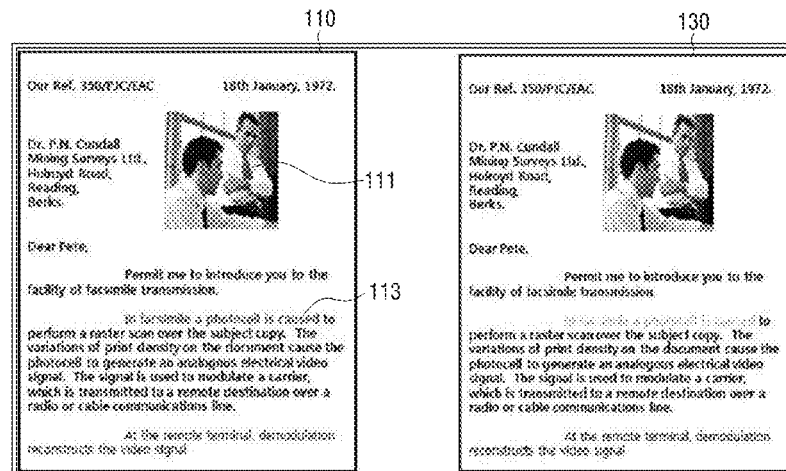 110
130
Our Ref. 350/PJC/EAC 18th January, 1972.
Dr. P.N. Cundall
Mining Surveys Ltd.,
Holroyd Road,
Reading,
Berks.
111
Dear Pete,
Permit me to introduce you to the
facility of facsimile transmission.
113
In facsimile a photocell is caused to
perform a raster scan over the subject copy. The
variations of print density on the document cause the
photocell to generate an analogous electrical video
signal. The signal is used to modulate a carrier,
which is transmitted to a remote destination over a
radio or cable communications line.
At the remote terminal, demodulation
reconstructs the video signal
Our Ref. 350/PJC/EAC 18th January, 1972.
Dr. P.N. Cundall
Mining Surveys Ltd.,
Holroyd Road,
Reading,
Berks.
Dear Pete,
Permit me to introduce you to the
facility of facsimile transmission.
In facsimile a photocell is caused to
perform a raster scan over the subject copy. The
variations of print density on the document cause the
photocell to generate an analogous electrical video
signal. The signal is used to modulate a carrier,
which is transmitted to a remote destination over a
radio or cable communications line.
At the remote terminal, demodulation
reconstructs the video signal